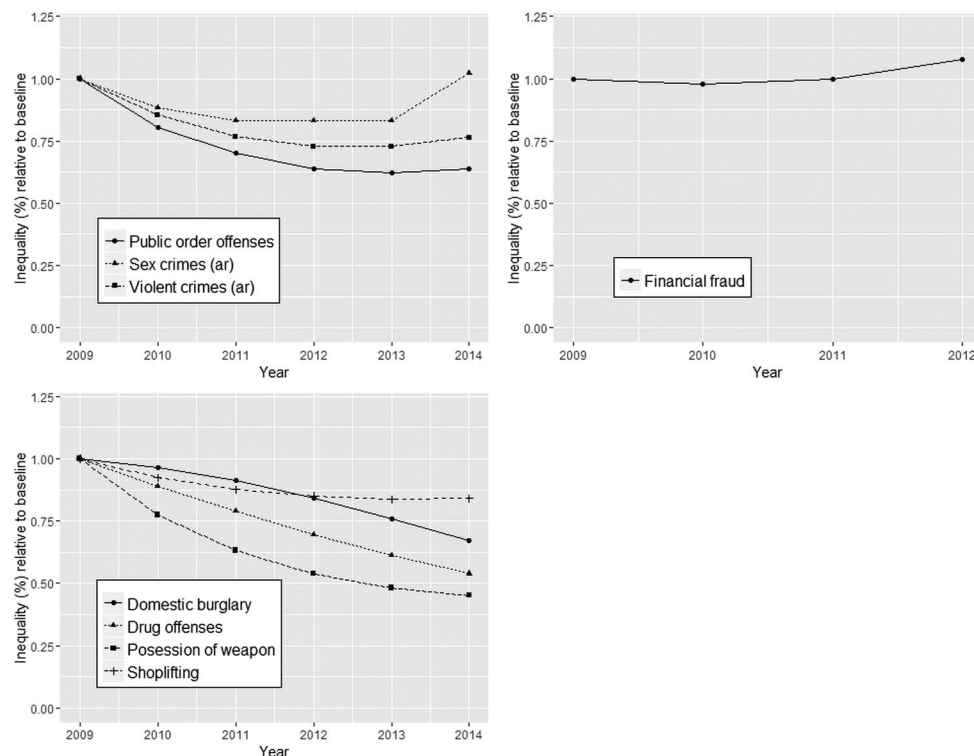 Inequality (%) relative to baseline
1.25
1.00
0.75
0.50
0.25
0.00
Public order offenses
Sex crimes (ar)
Violent crimes (ar)
2009 2010 2011 2012 2013 2014
Year
Inequality (%) relative to baseline
1.25
1.00
0.75
0.50
0.25
0.00
Financial fraud
2009 2010 2011 2012
Year
Inequality (%) relative to baseline
1.25
1.00
0.75
0.50
0.25
0.00
Domestic burglary
Drug offenses
Posession of weapon
Shoplifting
2009 2010 2011 2012 2013 2014
Year